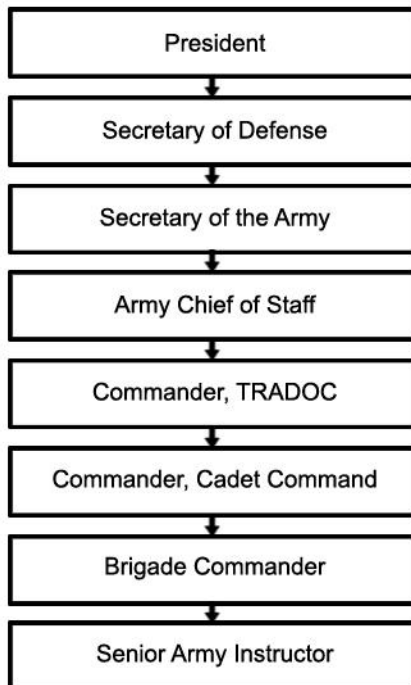 President
Secretary of Defense
Secretary of the Army
Army Chief of Staff
Commander, TRADOC
Commander, Cadet Command
Brigade Commander
Senior Army Instructor